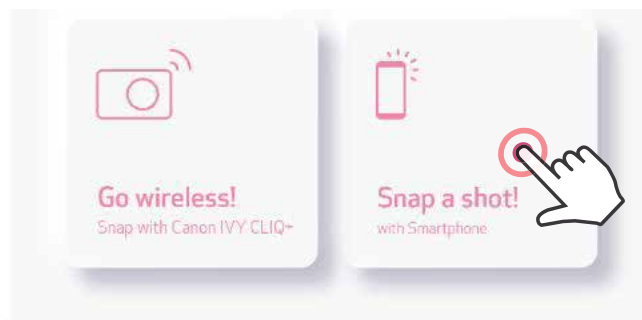 Go wireless!
Snap with Canon IVY CLIQ+
Snap a shot!
with Smartphone